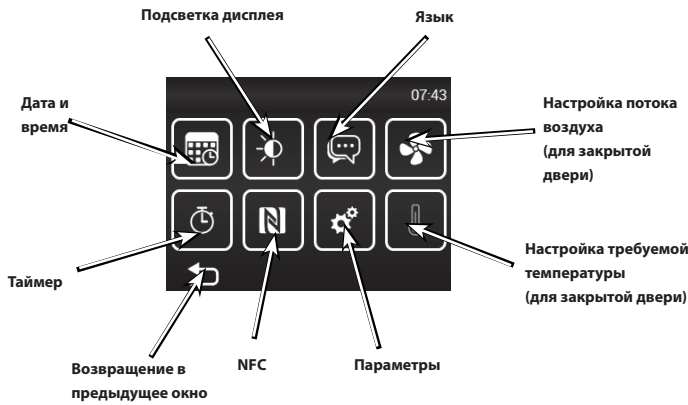 Подсветка дисплея
Язык
07:43
Дата и
время
Настройка потока
воздуха
(для закрытой
двери)
Таймер
Настройка требуемой
температуры
(для закрытой двери)
Возвращение в
предыдущее окно
NFC
Параметры